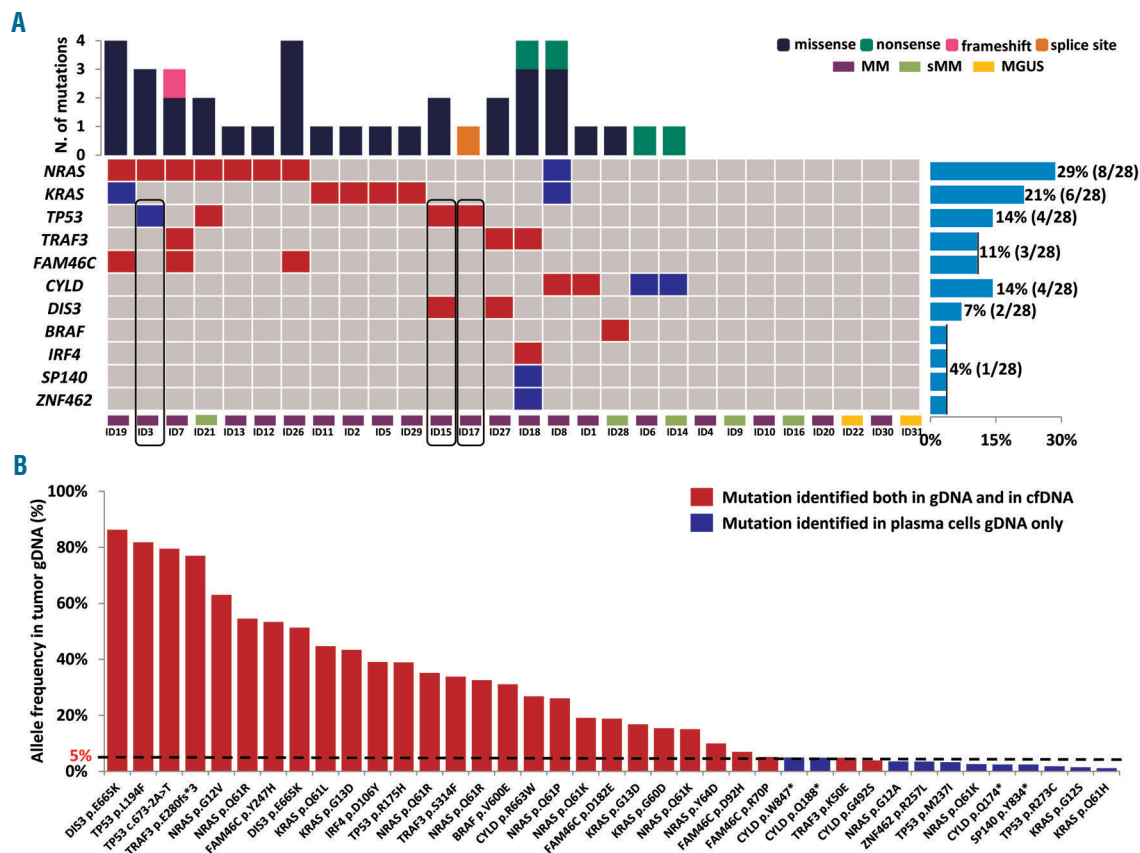 A
N. of mutations
4
3
2
1
0
missense nonsense frameshift splice site
MM sMM MGUS
NRAS 29% (8/28)
KRAS 21% (6/28)
TP53 14% (4/28)
TRAF3
11% (3/28)
FAM46C
CYLD 14% (4/28)
DIS3 7% (2/28)
BRAF
IRF4
4% (1/28)
SP140
ZNF462
ID19 ID3 ID7 ID21 ID13 ID12 ID26 ID11 ID2 ID5 ID29 ID15 ID17 ID27 ID18 ID8 ID1 ID28 ID6 ID14 ID4 ID9 ID10 ID16 ID20 ID22 ID30 ID31
0% 15% 30%
B
Allele frequency in tumor gDNA (%)
100%
80%
60%
40%
20%
5%
0%
Mutation identified both in gDNA and in cfDNA
Mutation identified in plasma cells gDNA only
DIS3 p.E665K
TP53 p.L194F
TP53 c.673-2A-T
TRAF3 p.E280fs*3
NRAS p.G12V
NRAS p.Q61R
FAM46C p.Y247H
DIS3 p.E665K
KRAS p.Q61L
KRAS p.G13D
IRF4 p.D106Y
TP53 p.R175H
NRAS p.Q61R
TRAF3 p.S314F
NRAS p.Q61R
BRAF p.V600E
CYLD p.R663W
NRAS p.Q61P
NRAS p.Q61K
FAM46C p.D182E
KRAS p.G13D
KRAS p.G60D
NRAS p.Q61K
NRAS p.Y64D
FAM46C p.D92H
FAM46C p.R70P
CYLD p.W847*
CYLD p.Q188*
TRAF3 p.K50E
CYLD p.G492S
NRAS p.G12A
ZNF462 p.R257L
TP53 p.M237I
NRAS p.Q61K
CYLD p.Q174*
SP140 p.Y834*
TP53 p.R273C
KRAS p.G12S
KRAS p.Q61H